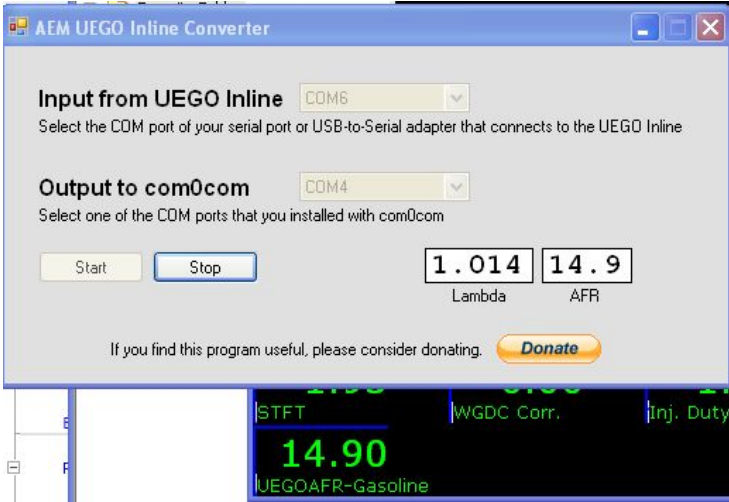 AEM UEGO Inline Converter
Input from UEGO Inline COM6
Select the COM port of your serial port or USB-to-Serial adapter that connects to the UEGO Inline
Output to com0com COM4
Select one of the COM ports that you installed with com0com
Start Stop 1.014 14.9
Lambda AFR
If you find this program useful, please consider donating. Donate
STFT WGDC Corr. Inj. Duty
14.90
UEGOAFR-Gasoline